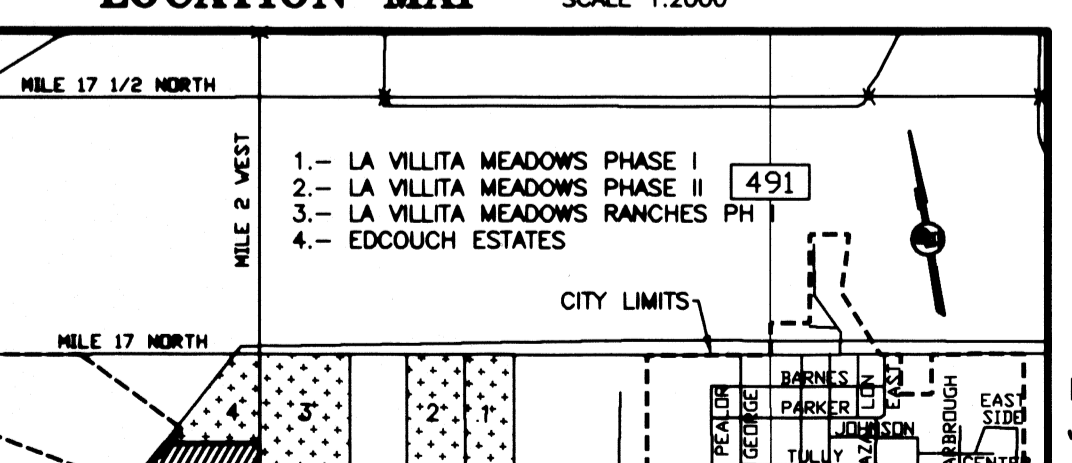 LOCATION MAP SCALE 1:2000
MILE 17 1/2 NORTH
MILE 2 WEST
1.- LA VILLITA MEADOWS PHASE I
2.- LA VILLITA MEADOWS PHASE II
3.- LA VILLITA MEADOWS RANCHES PH I
4.- EDCOUCH ESTATES
491
CITY LIMITS
MILE 17 NORTH
4
3
2
1
BARNES
PARKER
PEALOR
GEORGE
LON
EAST
JOHNSON
TULLY
EAST
SIDE
CENTER